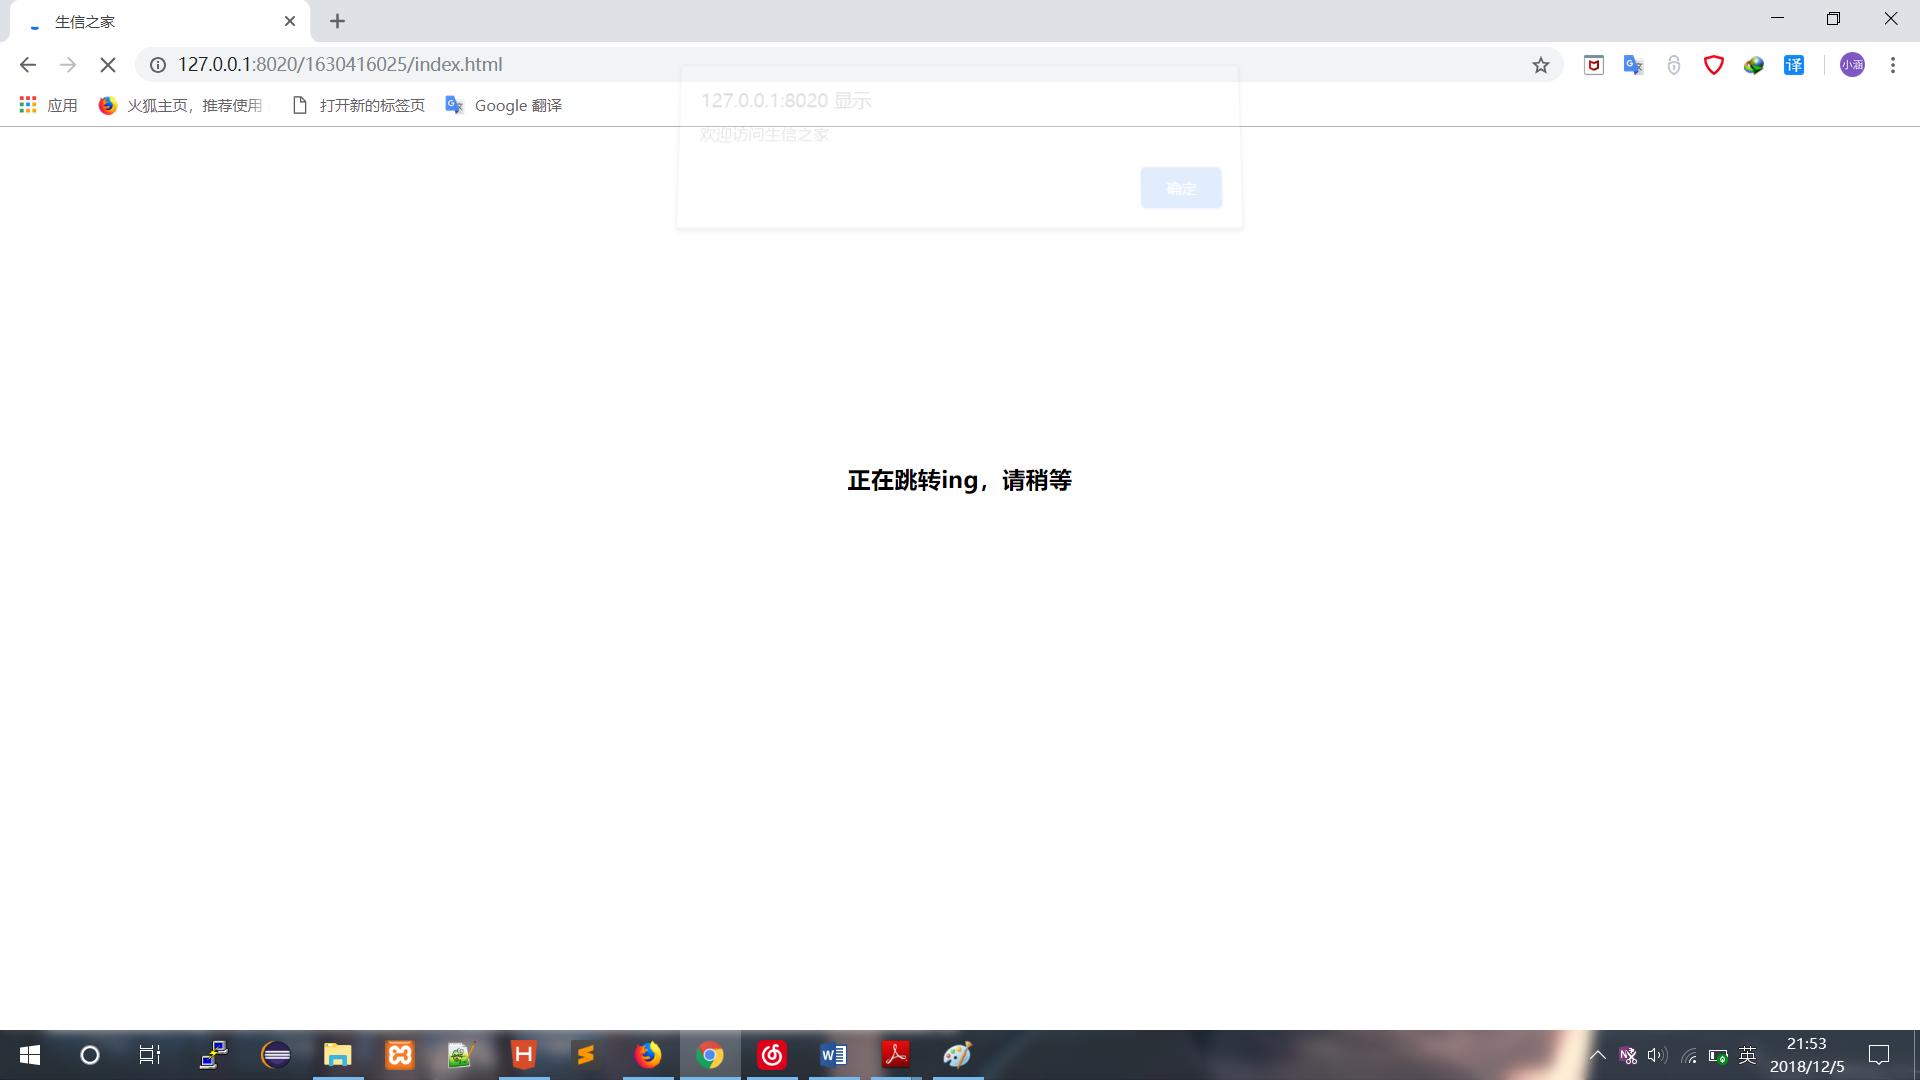 生信之家
127.0.0.1:8020/1630416025/index.html
小涵
应用
火狐主页，推荐使用
打开新的标签页
Google 翻译
译
127.0.0.1:8020 显示
欢迎访问生信之家
确定
正在跳转ing，请稍等
英
21:53
2018/12/5